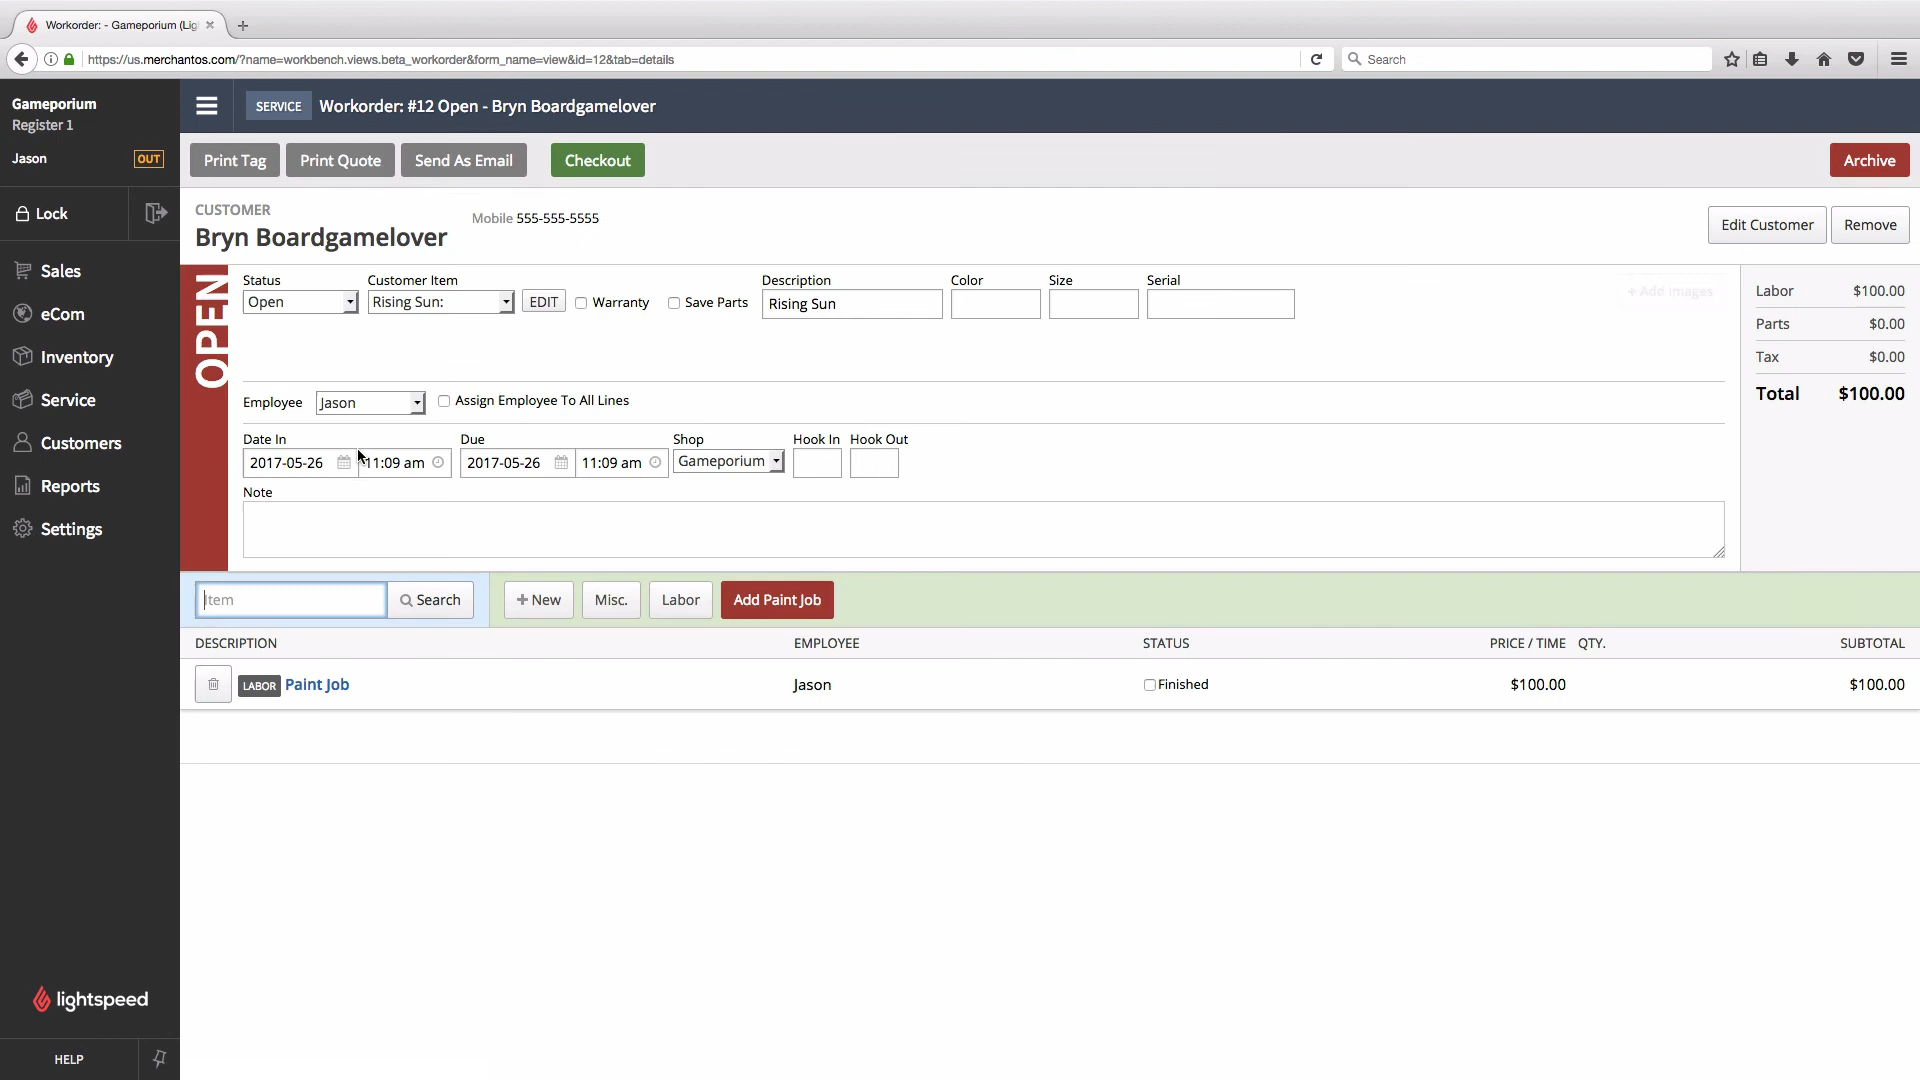 Workorder: - Gameporium (Lig
https://us.merchantos.com/?name=workbench.views.beta_workorder&form_name=view&id=12&tab=details
Search
Gameporium
Register 1
Jason OUT
Lock
Sales
eCom
Inventory
Service
Customers
Reports
Settings
lightspeed
HELP
SERVICE Workorder: #12 Open - Bryn Boardgamelover
Print Tag Print Quote Send As Email Checkout Archive
CUSTOMER
Bryn Boardgamelover
Mobile 555-555-5555
Edit Customer Remove
OPEN
Status Customer Item Description Color Size Serial
Open Rising Sun: EDIT Warranty Save Parts Rising Sun
+ Add Images
Employee Jason Assign Employee To All Lines
Date In Due Shop Hook In Hook Out
2017-05-26 11:09 am 2017-05-26 11:09 am Gameporium
Note
Labor $100.00
Parts $0.00
Tax $0.00
Total $100.00
Item Search + New Misc. Labor Add Paint Job
DESCRIPTION EMPLOYEE STATUS PRICE / TIME QTY. SUBTOTAL
LABOR Paint Job Jason Finished $100.00 $100.00